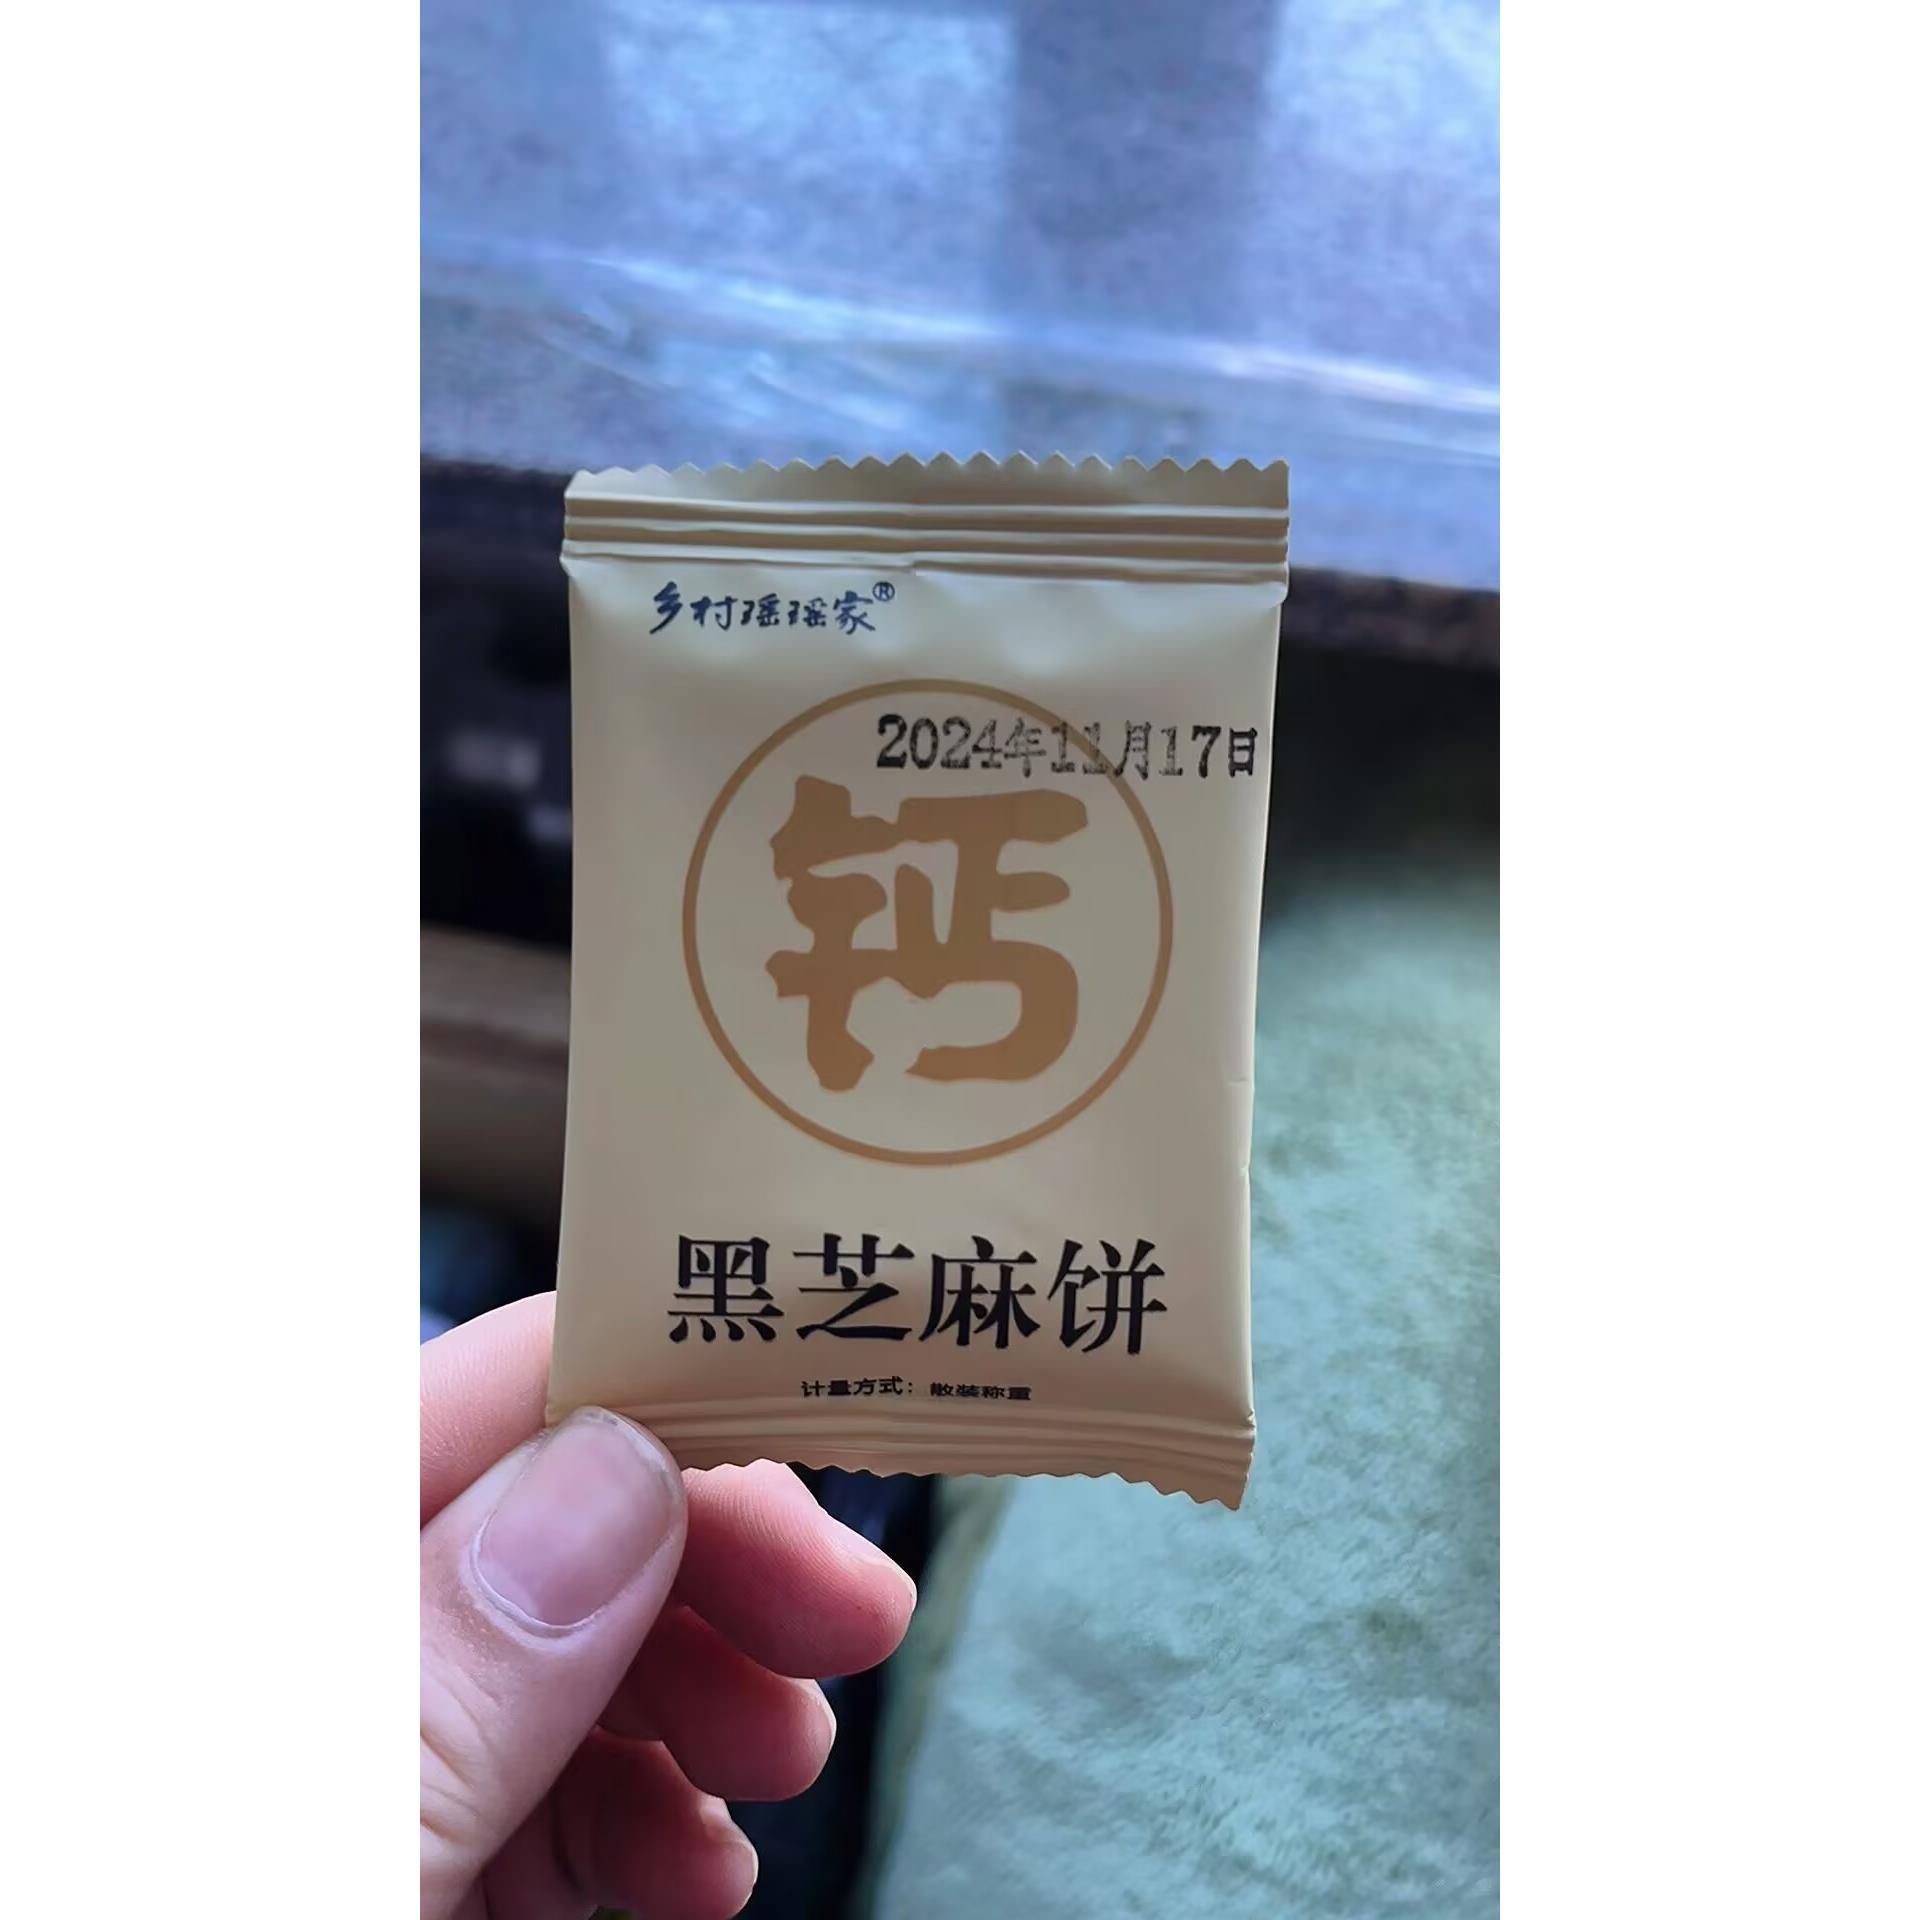 乡村瑶瑶家®
2024年11月17日
钙
黑芝麻饼
计量方式：散装称重